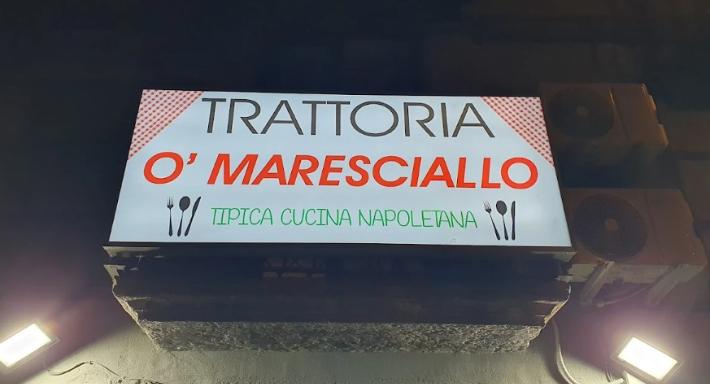 TRATTORIA
O' MARESCIALLO
TIPICA CUCINA NAPOLETANA